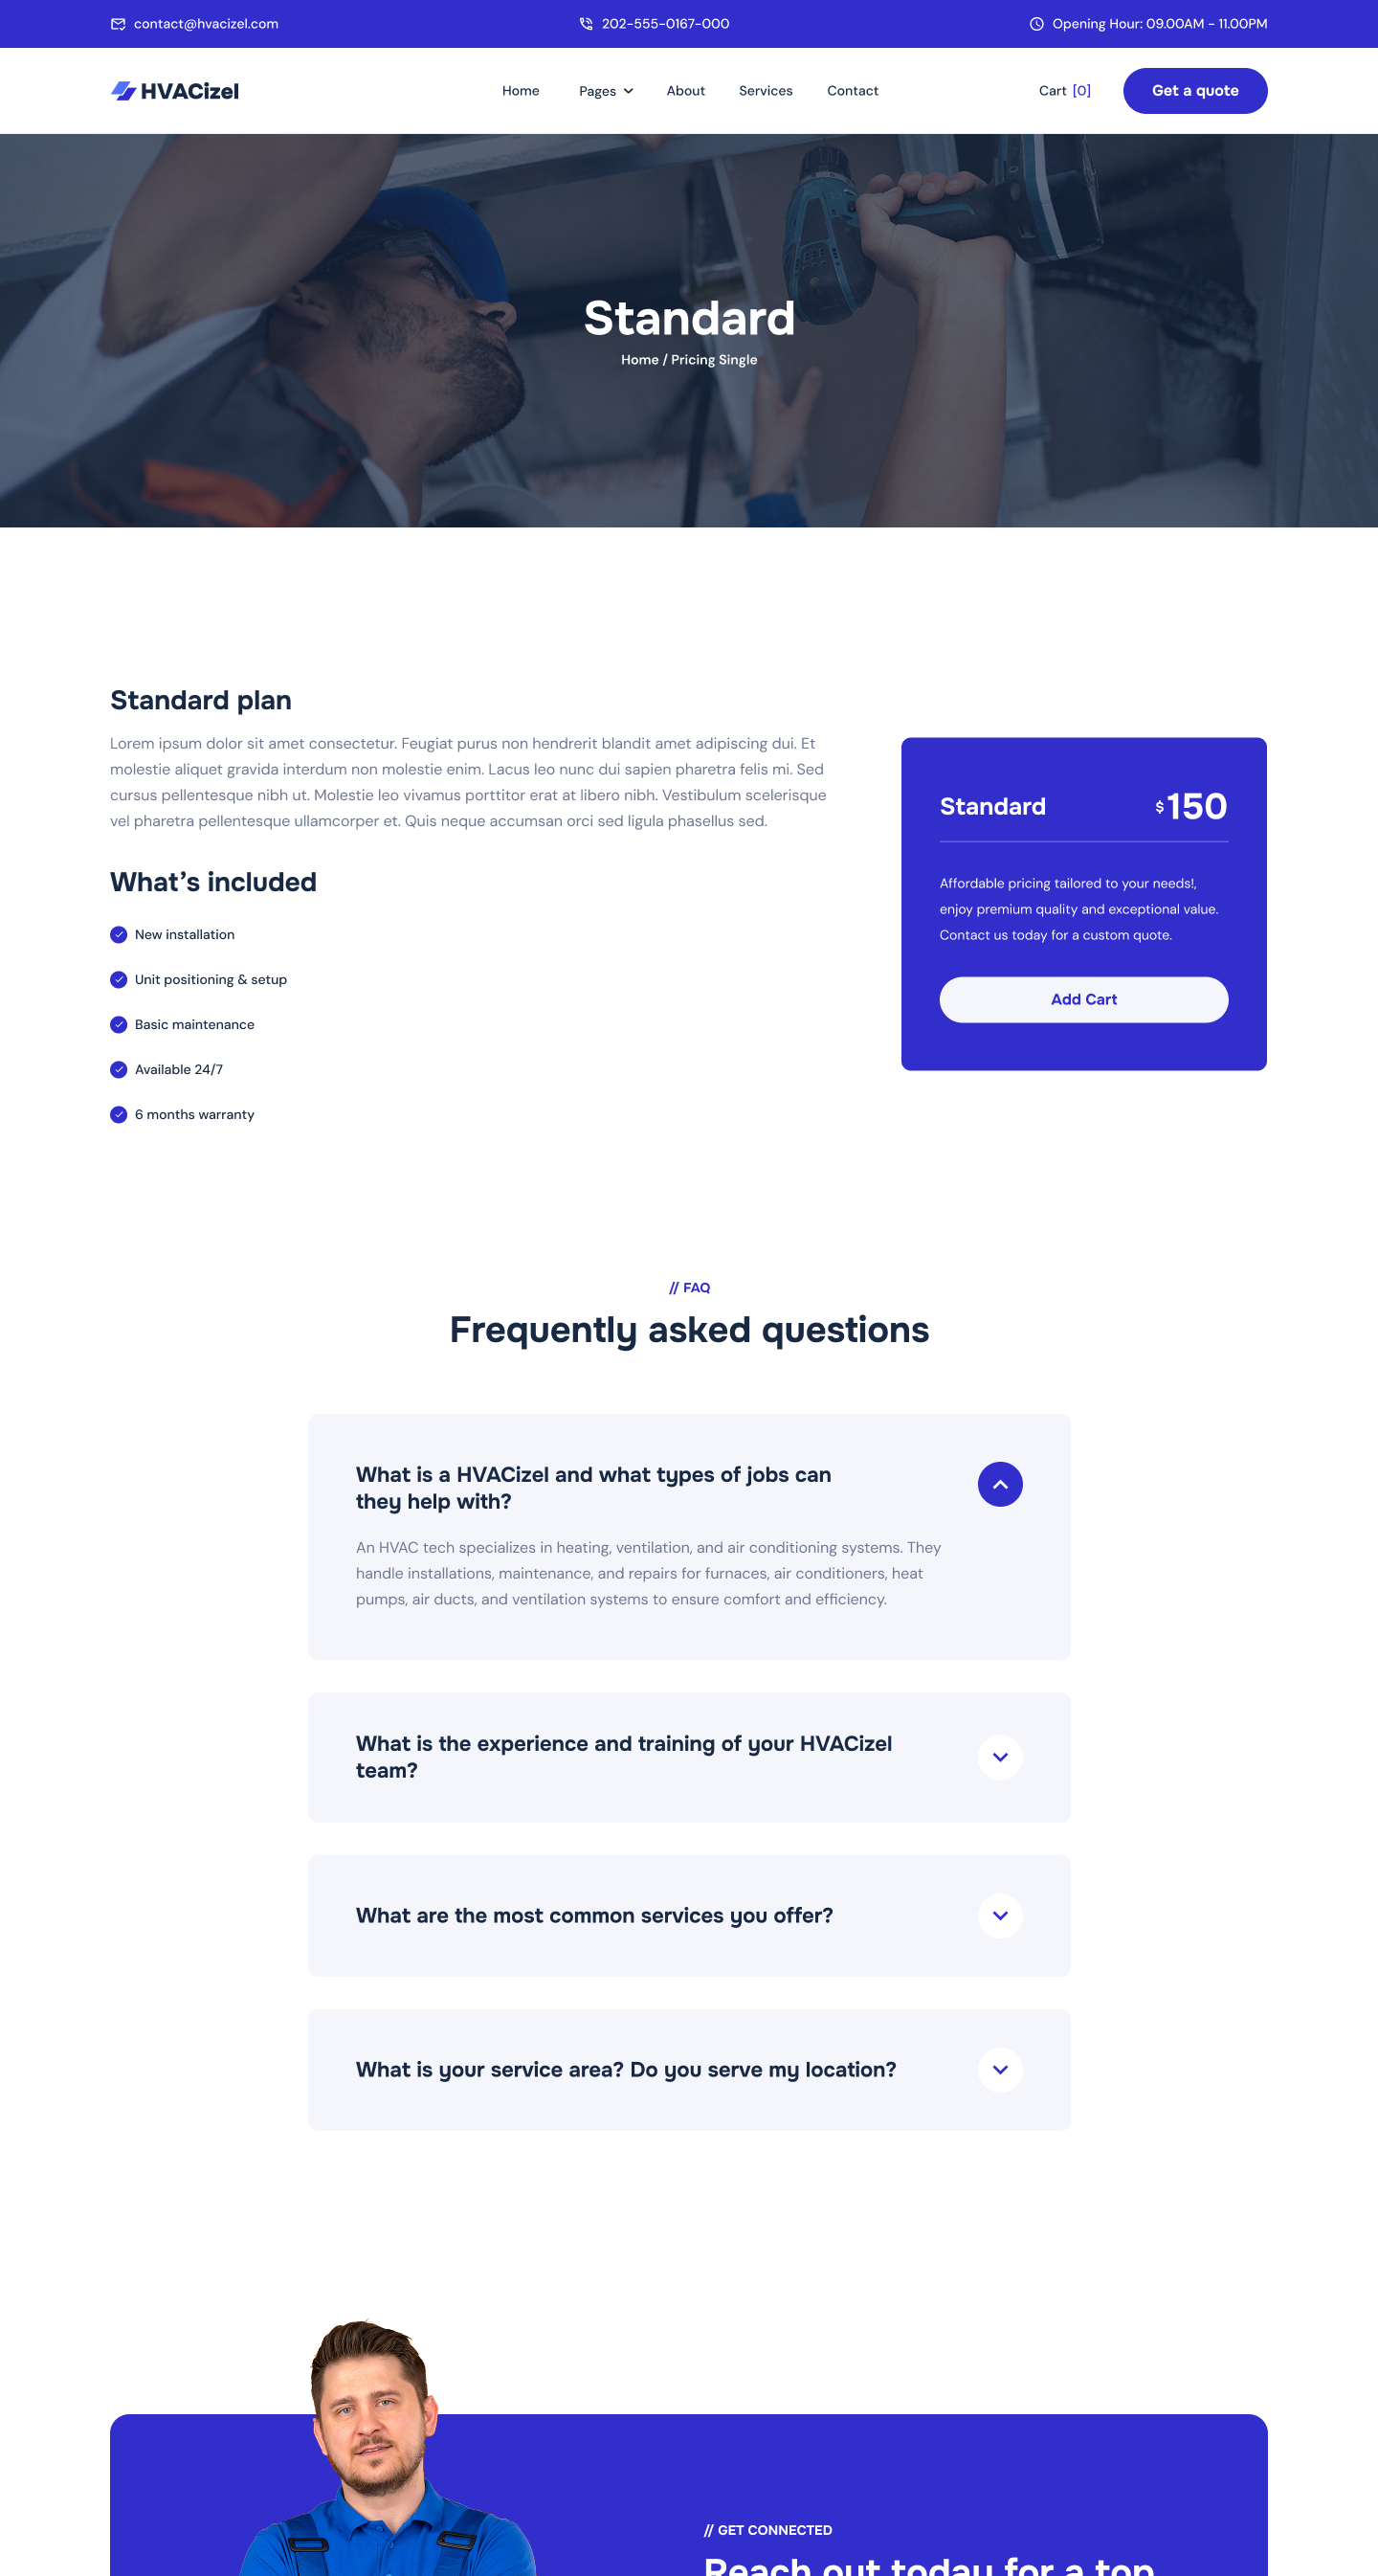 contact@hvacizel.com
202-555-0167-000
Opening Hour: 09.00AM - 11.00PM
HVACizel
Home
Pages
About
Services
Contact
Cart [0]
Get a quote
Standard
Home / Pricing Single
Standard plan
Lorem ipsum dolor sit amet consectetur. Feugiat purus non hendrerit blandit amet adipiscing dui. Et
molestie aliquet gravida interdum non molestie enim. Lacus leo nunc dui sapien pharetra felis mi. Sed
cursus pellentesque nibh ut. Molestie leo vivamus porttitor erat at libero nibh. Vestibulum scelerisque
vel pharetra pellentesque ullamcorper et. Quis neque accumsan orci sed ligula phasellus sed.
What’s included
New installation
Unit positioning & setup
Basic maintenance
Available 24/7
6 months warranty
Standard
$150
Affordable pricing tailored to your needs!,
enjoy premium quality and exceptional value.
Contact us today for a custom quote.
Add Cart
// FAQ
Frequently asked questions
What is a HVACizel and what types of jobs can
they help with?
An HVAC tech specializes in heating, ventilation, and air conditioning systems. They
handle installations, maintenance, and repairs for furnaces, air conditioners, heat
pumps, air ducts, and ventilation systems to ensure comfort and efficiency.
What is the experience and training of your HVACizel
team?
What are the most common services you offer?
What is your service area? Do you serve my location?
// GET CONNECTED
Reach out today for a top